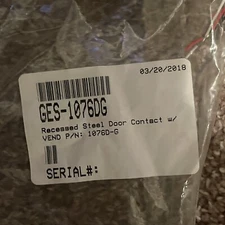 03/20/2018
GES-1076DG
Recessed Steel Door Contact w/
VEND P/N: 1076D-G
SERIAL#: